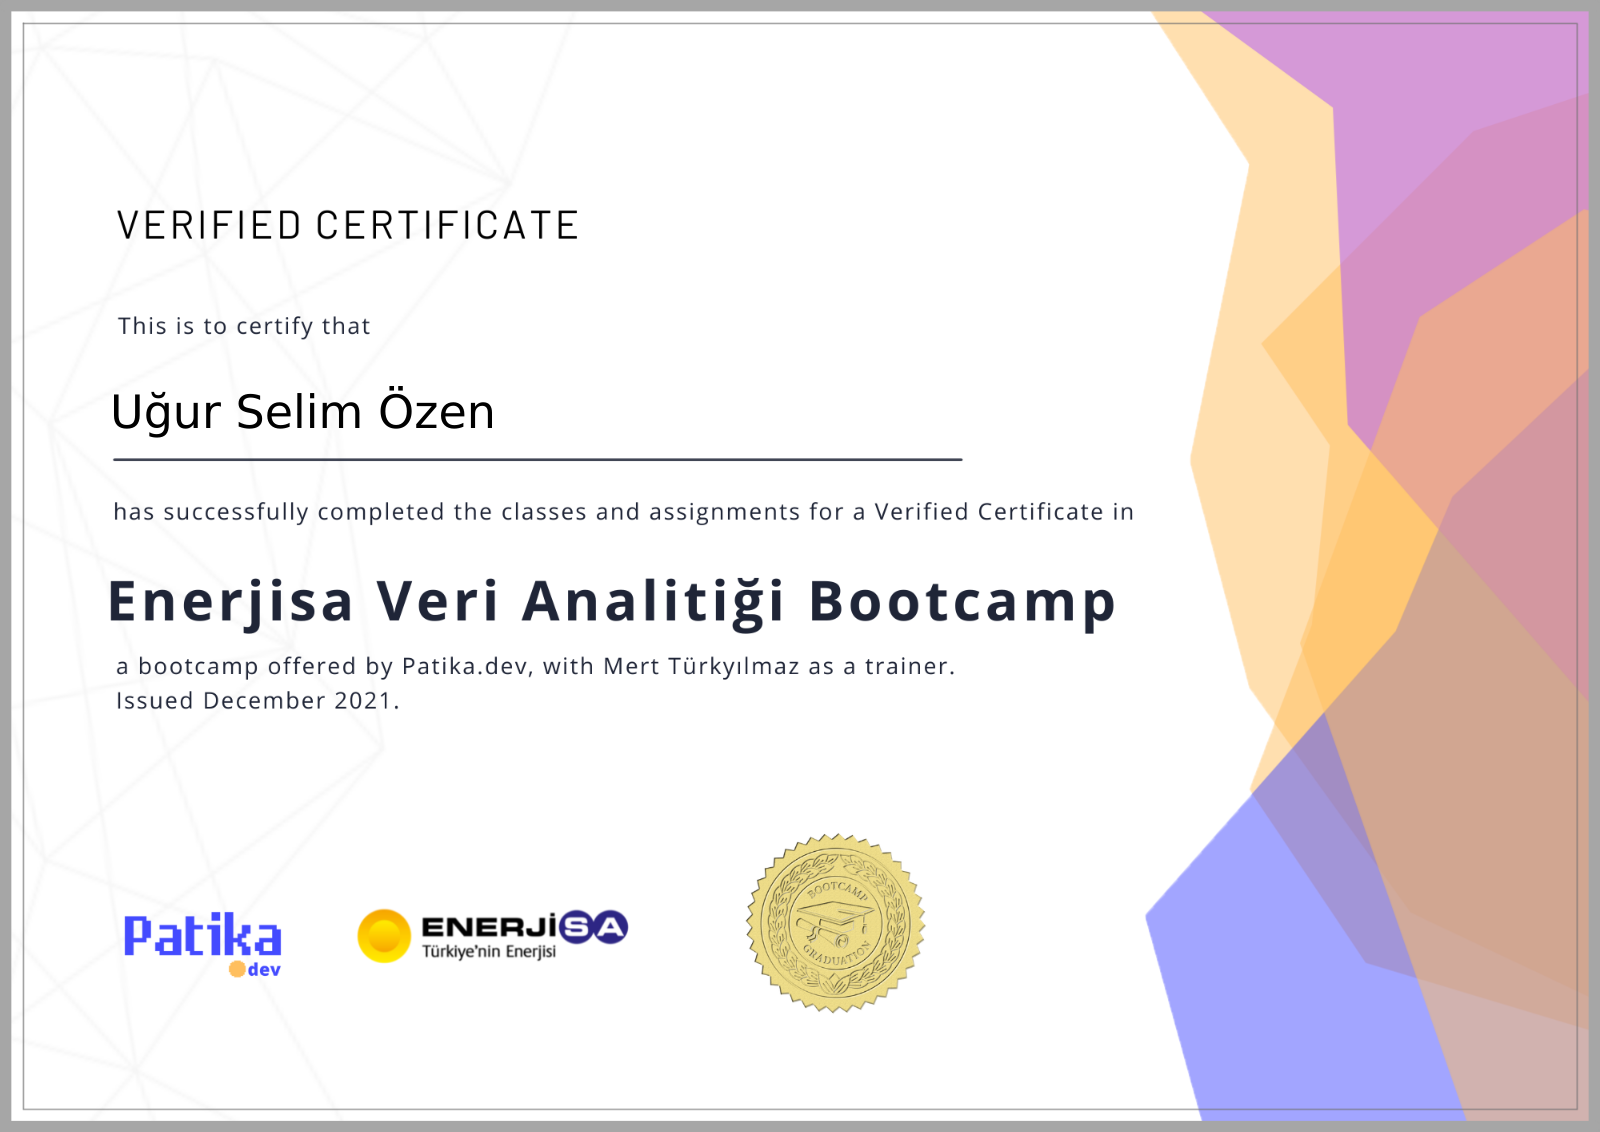 VERIFIED CERTIFICATE
This is to certify that
Uğur Selim Özen
has successfully completed the classes and assignments for a Verified Certificate in
Enerjisa Veri Analitiği Bootcamp
a bootcamp offered by Patika.dev, with Mert Türkyılmaz as a trainer.
Issued December 2021.
Patika
dev
ENERJİSA
Türkiye'nin Enerjisi
BOOTCAMP
GRADUATION